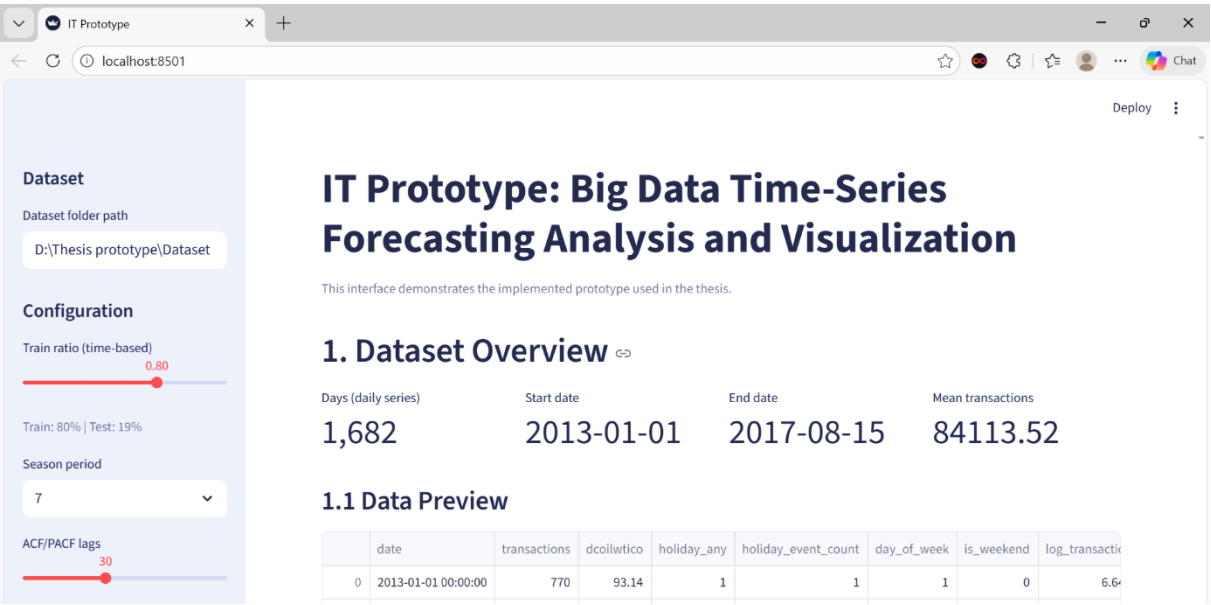 IT Prototype
localhost:8501
Chat
Deploy
Dataset
Dataset folder path
D:\Thesis prototype\Dataset
Configuration
Train ratio (time-based)
0.80
Train: 80% | Test: 19%
Season period
7
ACF/PACF lags
30
IT Prototype: Big Data Time-Series
Forecasting Analysis and Visualization
This interface demonstrates the implemented prototype used in the thesis.
1. Dataset Overview
Days (daily series) Start date End date Mean transactions
1,682 2013-01-01 2017-08-15 84113.52
1.1 Data Preview
date transactions dcoilwtico holiday_any holiday_event_count day_of_week is_weekend log_transactic
0 2013-01-01 00:00:00 770 93.14 1 1 1 0 6.64